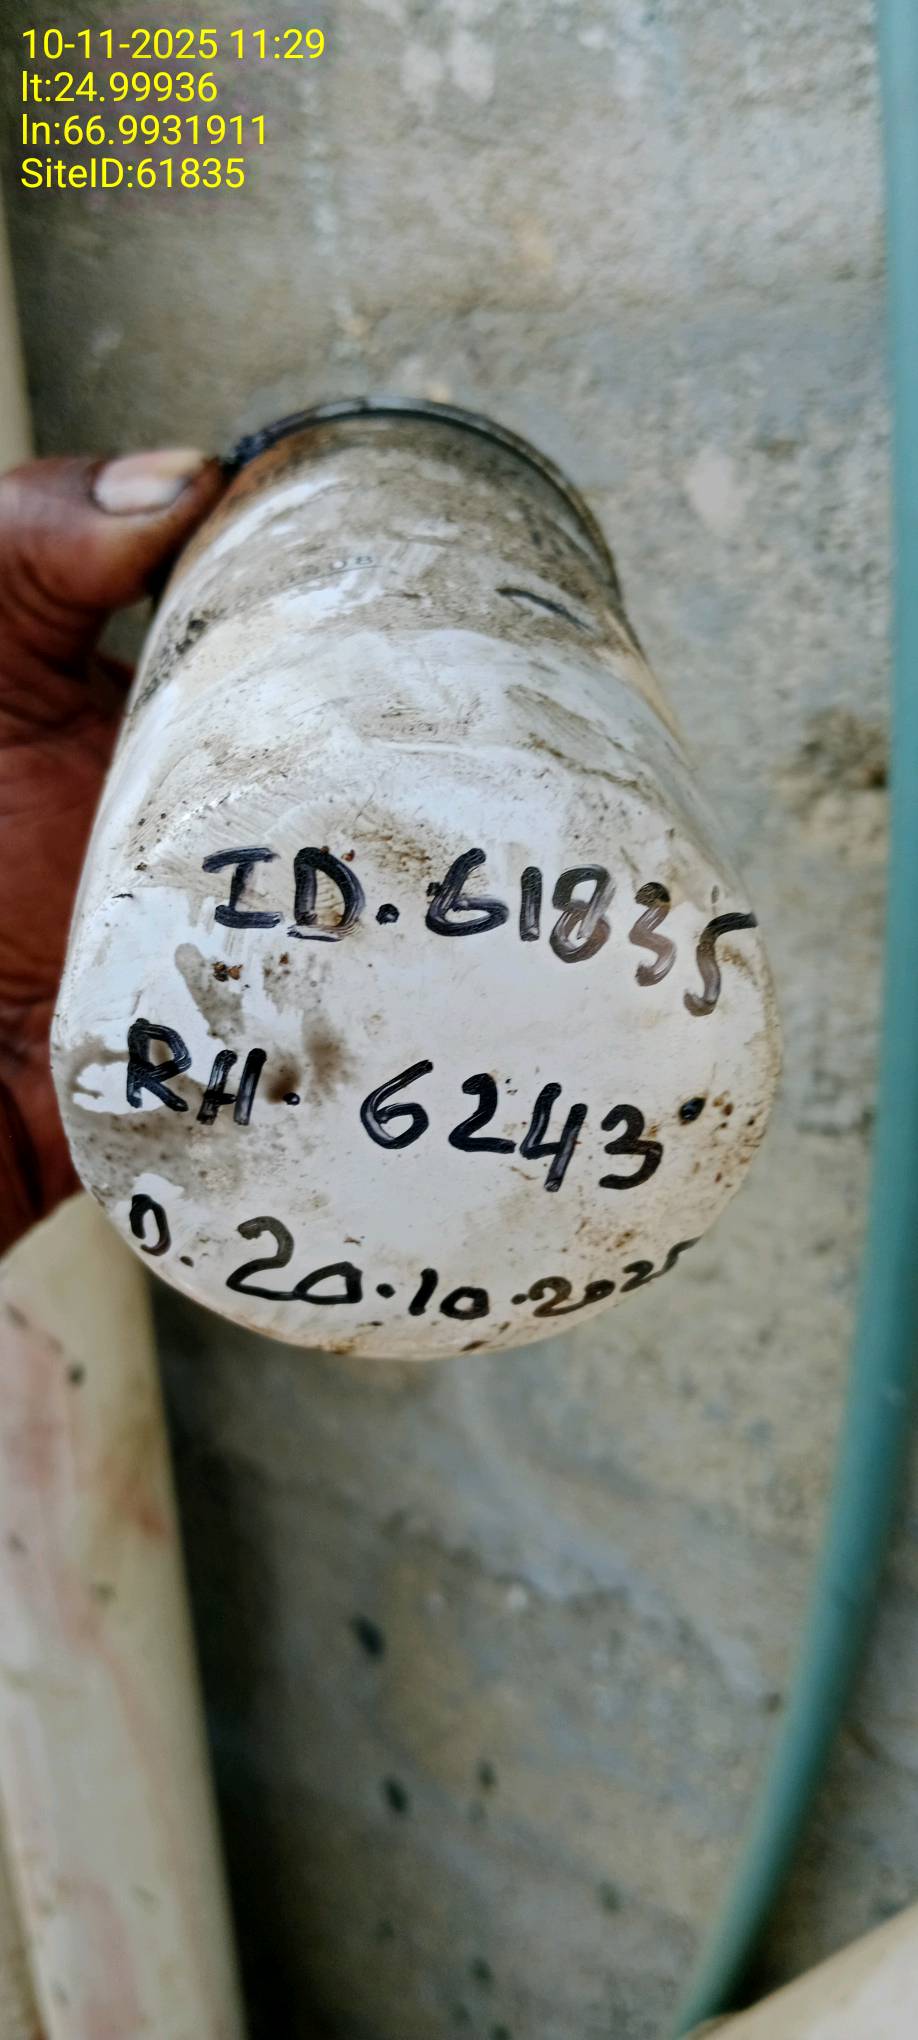 10-11-2025 11:29
lt:24.99936
ln:66.9931911
SiteID:61835
ID. 61835
RH. 6243
D. 20.10.2025